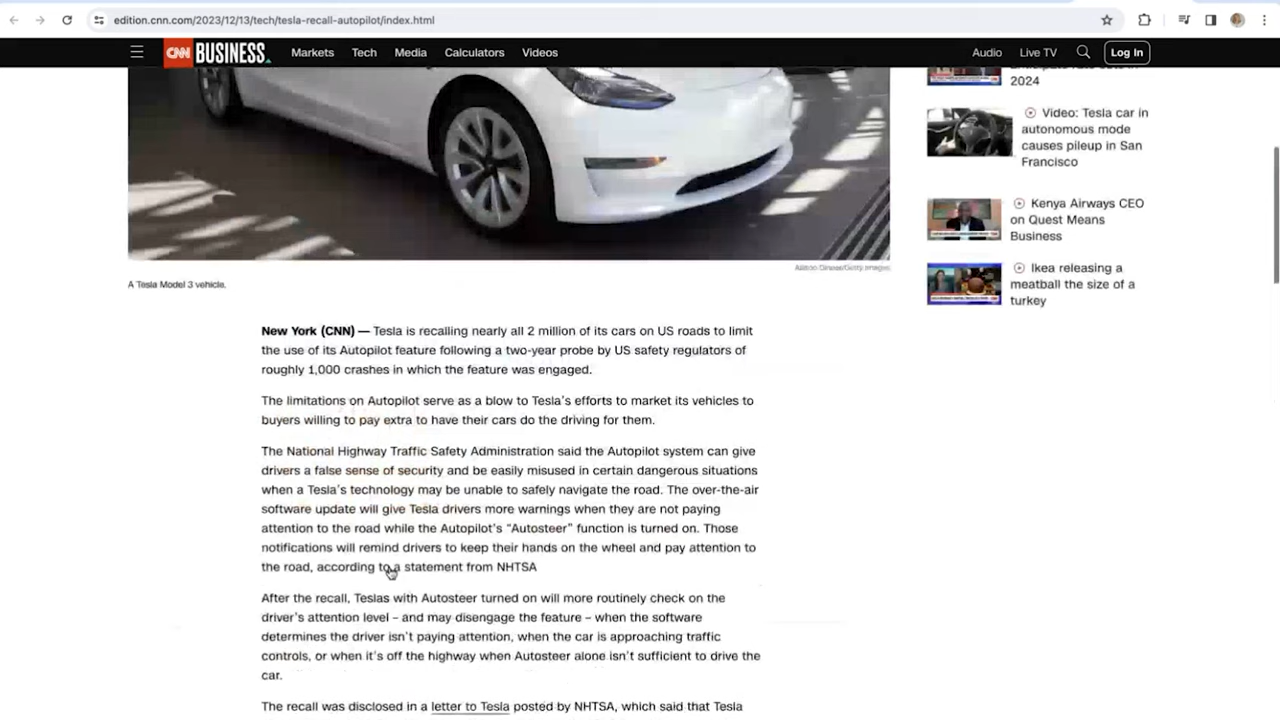 edition.cnn.com/2023/12/13/tech/tesla-recall-autopilot/index.html
CNN BUSINESS Markets Tech Media Calculators Videos Audio Live TV Log In
2024
Video: Tesla car in
autonomous mode
causes pileup in San
Francisco
Kenya Airways CEO
on Quest Means
Business
Ikea releasing a
meatball the size of a
turkey
A Tesla Model 3 vehicle.
New York (CNN) — Tesla is recalling nearly all 2 million of its cars on US roads to limit
the use of its Autopilot feature following a two-year probe by US safety regulators of
roughly 1,000 crashes in which the feature was engaged.
The limitations on Autopilot serve as a blow to Tesla's efforts to market its vehicles to
buyers willing to pay extra to have their cars do the driving for them.
The National Highway Traffic Safety Administration said the Autopilot system can give
drivers a false sense of security and be easily misused in certain dangerous situations
when a Tesla's technology may be unable to safely navigate the road. The over-the-air
software update will give Tesla drivers more warnings when they are not paying
attention to the road while the Autopilot's "Autosteer" function is turned on. Those
notifications will remind drivers to keep their hands on the wheel and pay attention to
the road, according to a statement from NHTSA
After the recall, Teslas with Autosteer turned on will more routinely check on the
driver's attention level – and may disengage the feature – when the software
determines the driver isn't paying attention, when the car is approaching traffic
controls, or when it's off the highway when Autosteer alone isn't sufficient to drive the
car.
The recall was disclosed in a letter to Tesla posted by NHTSA, which said that Tesla